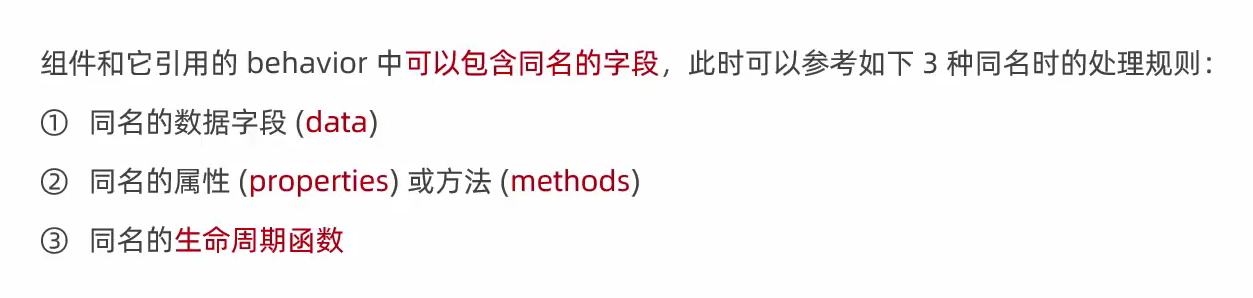 组件和它引用的 behavior 中可以包含同名的字段，此时可以参考如下 3 种同名时的处理规则：
① 同名的数据字段 (data)
② 同名的属性 (properties) 或方法 (methods)
③ 同名的生命周期函数